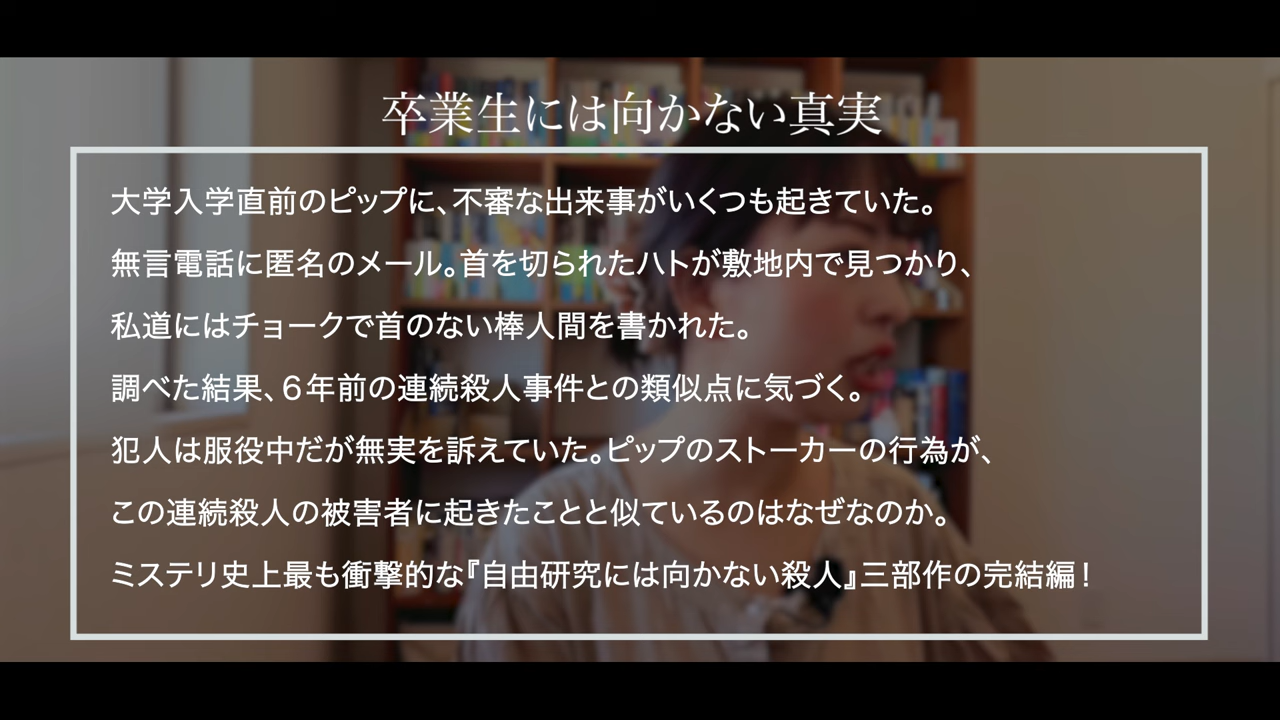 卒業生には向かない真実
大学入学直前のピップに、不審な出来事がいくつも起きていた。
無言電話に匿名のメール。首を切られたハトが敷地内で見つかり、
私道にはチョークで首のない棒人間を書かれた。
調べた結果、６年前の連続殺人事件との類似点に気づく。
犯人は服役中だが無実を訴えていた。ピップのストーカーの行為が、
この連続殺人の被害者に起きたことと似ているのはなぜなのか。
ミステリ史上最も衝撃的な『自由研究には向かない殺人』三部作の完結編！